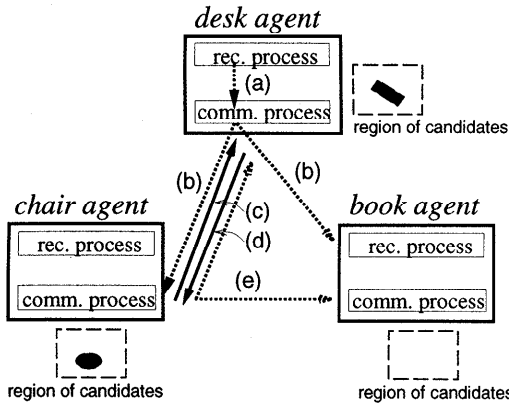 desk agent
rec. process
(a)
comm. process
region of candidates
(b)
(b)
chair agent
(c)
book agent
(d)
rec. process
rec. process
(e)
comm. process
comm. process
region of candidates
region of candidates